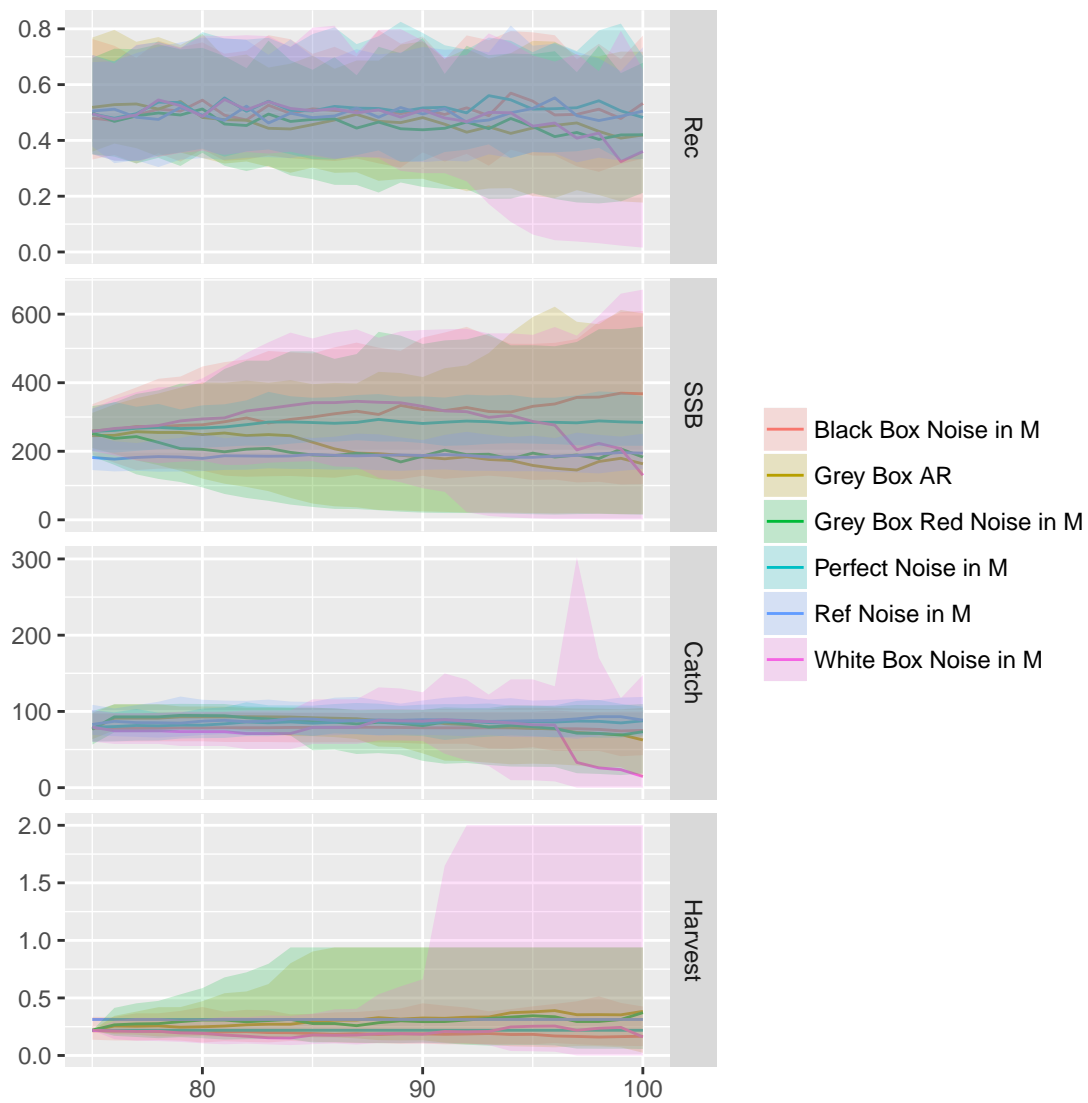 0.8
0.6
0.4
0.2
0.0
Rec
600
400
200
0
SSB
300
200
100
0
Catch
2.0
1.5
1.0
0.5
0.0
Harvest
80 90 100
Black Box Noise in M
Grey Box AR
Grey Box Red Noise in M
Perfect Noise in M
Ref Noise in M
White Box Noise in M